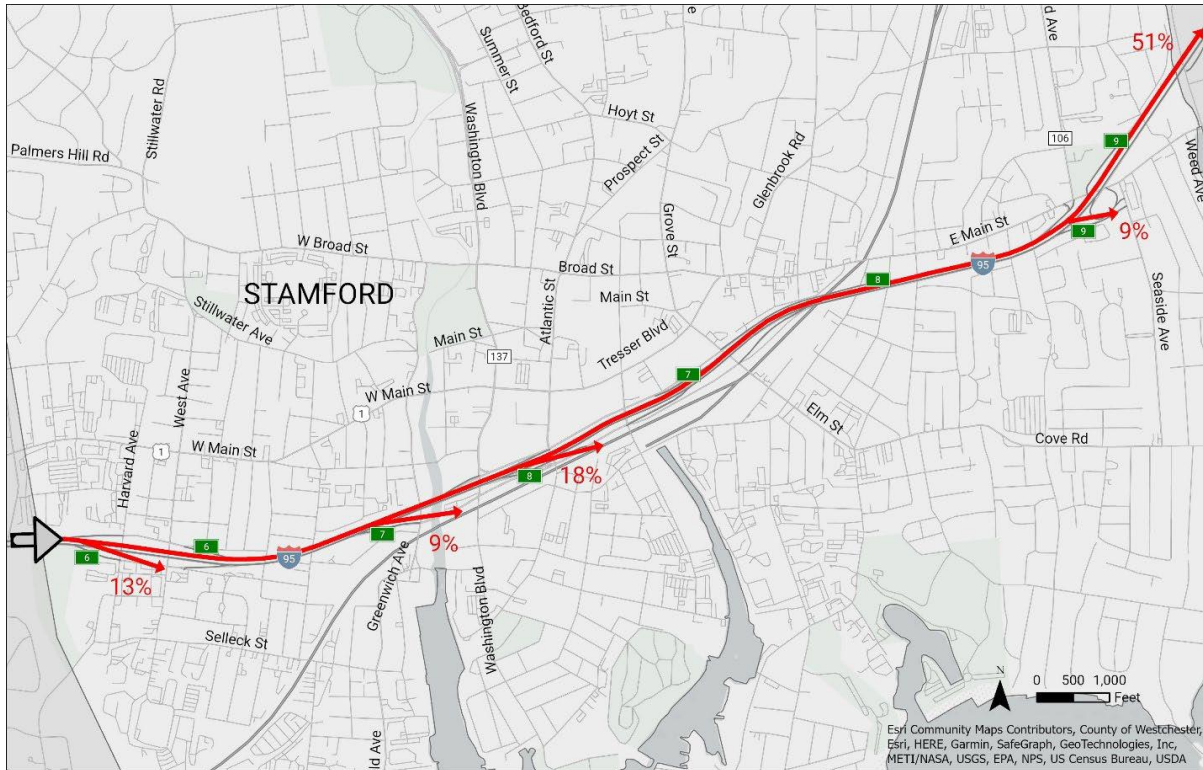 Stillwater Rd
Palmers Hill Rd
Washington Blvd
Summer St
Bedford St
Hoyt St
Prospect St
Glenbrook Rd
Grove St
e
d Ave
51%
106
9
Weed Ave
9%
9
E Main St
95
8
W Broad St
Broad St
STAMFORD
Main St
Atlantic St
Stillwater Ave
Main St
137
Tresser Blvd
7
Seaside Ave
W Main St
1
Elm St
Cove Rd
West Ave
Harvard Ave
1
W Main St
18%
8
9%
7
6
95
6
13%
Greenwich Ave
Washington Blvd
Selleck St
ld Ave
N
0 500 1,000
Feet
Esri Community Maps Contributors, County of Westchester,
Esri, HERE, Garmin, SafeGraph, GeoTechnologies, Inc,
METI/NASA, USGS, EPA, NPS, US Census Bureau, USDA